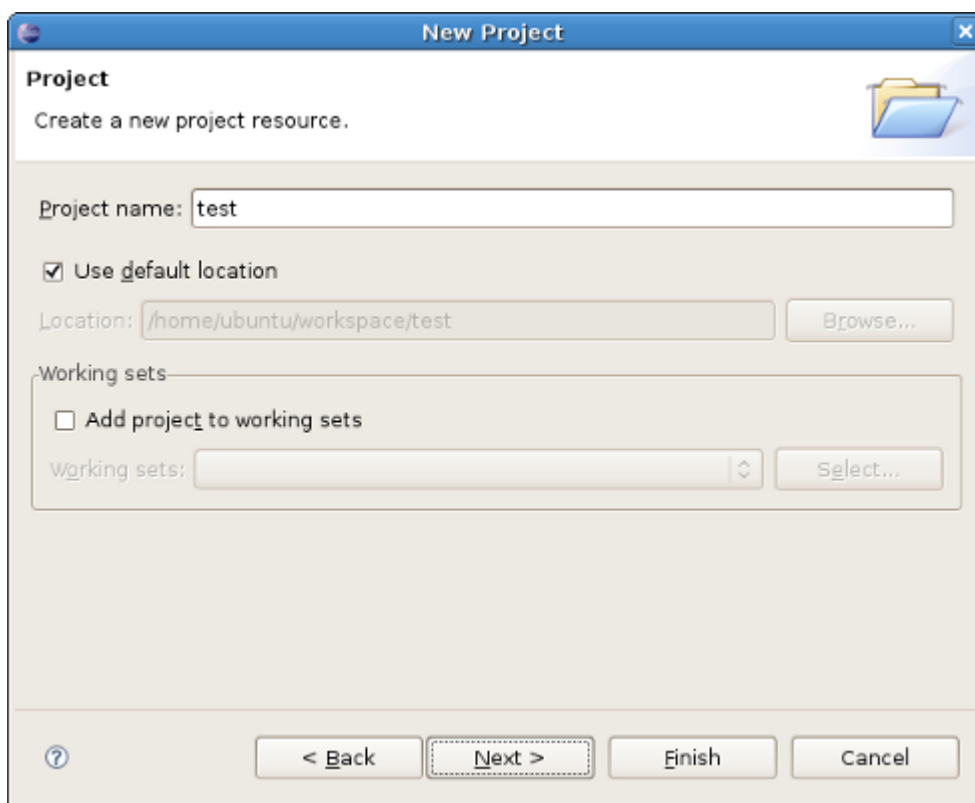 New Project
Project
Create a new project resource.
Project name: test
Use default location
Location: /home/ubuntu/workspace/test Browse...
Working sets
Add project to working sets
Working sets: Select...
? < Back Next > Finish Cancel